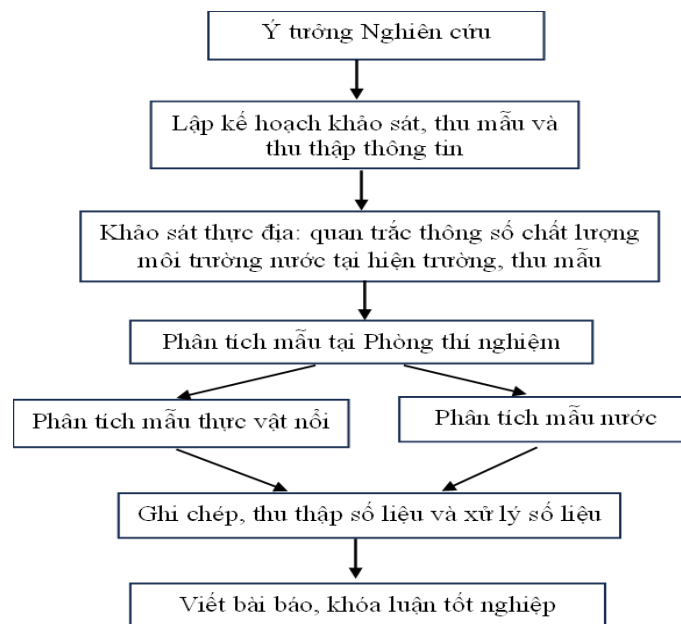 Ý tưởng Nghiên cứu
Lập kế hoạch khảo sát, thu mẫu và
thu thập thông tin
Khảo sát thực địa: quan trắc thông số chất lượng
môi trường nước tại hiện trường, thu mẫu
Phân tích mẫu tại Phòng thí nghiệm
Phân tích mẫu thực vật nổi
Phân tích mẫu nước
Ghi chép, thu thập số liệu và xử lý số liệu
Viết bài báo, khóa luận tốt nghiệp